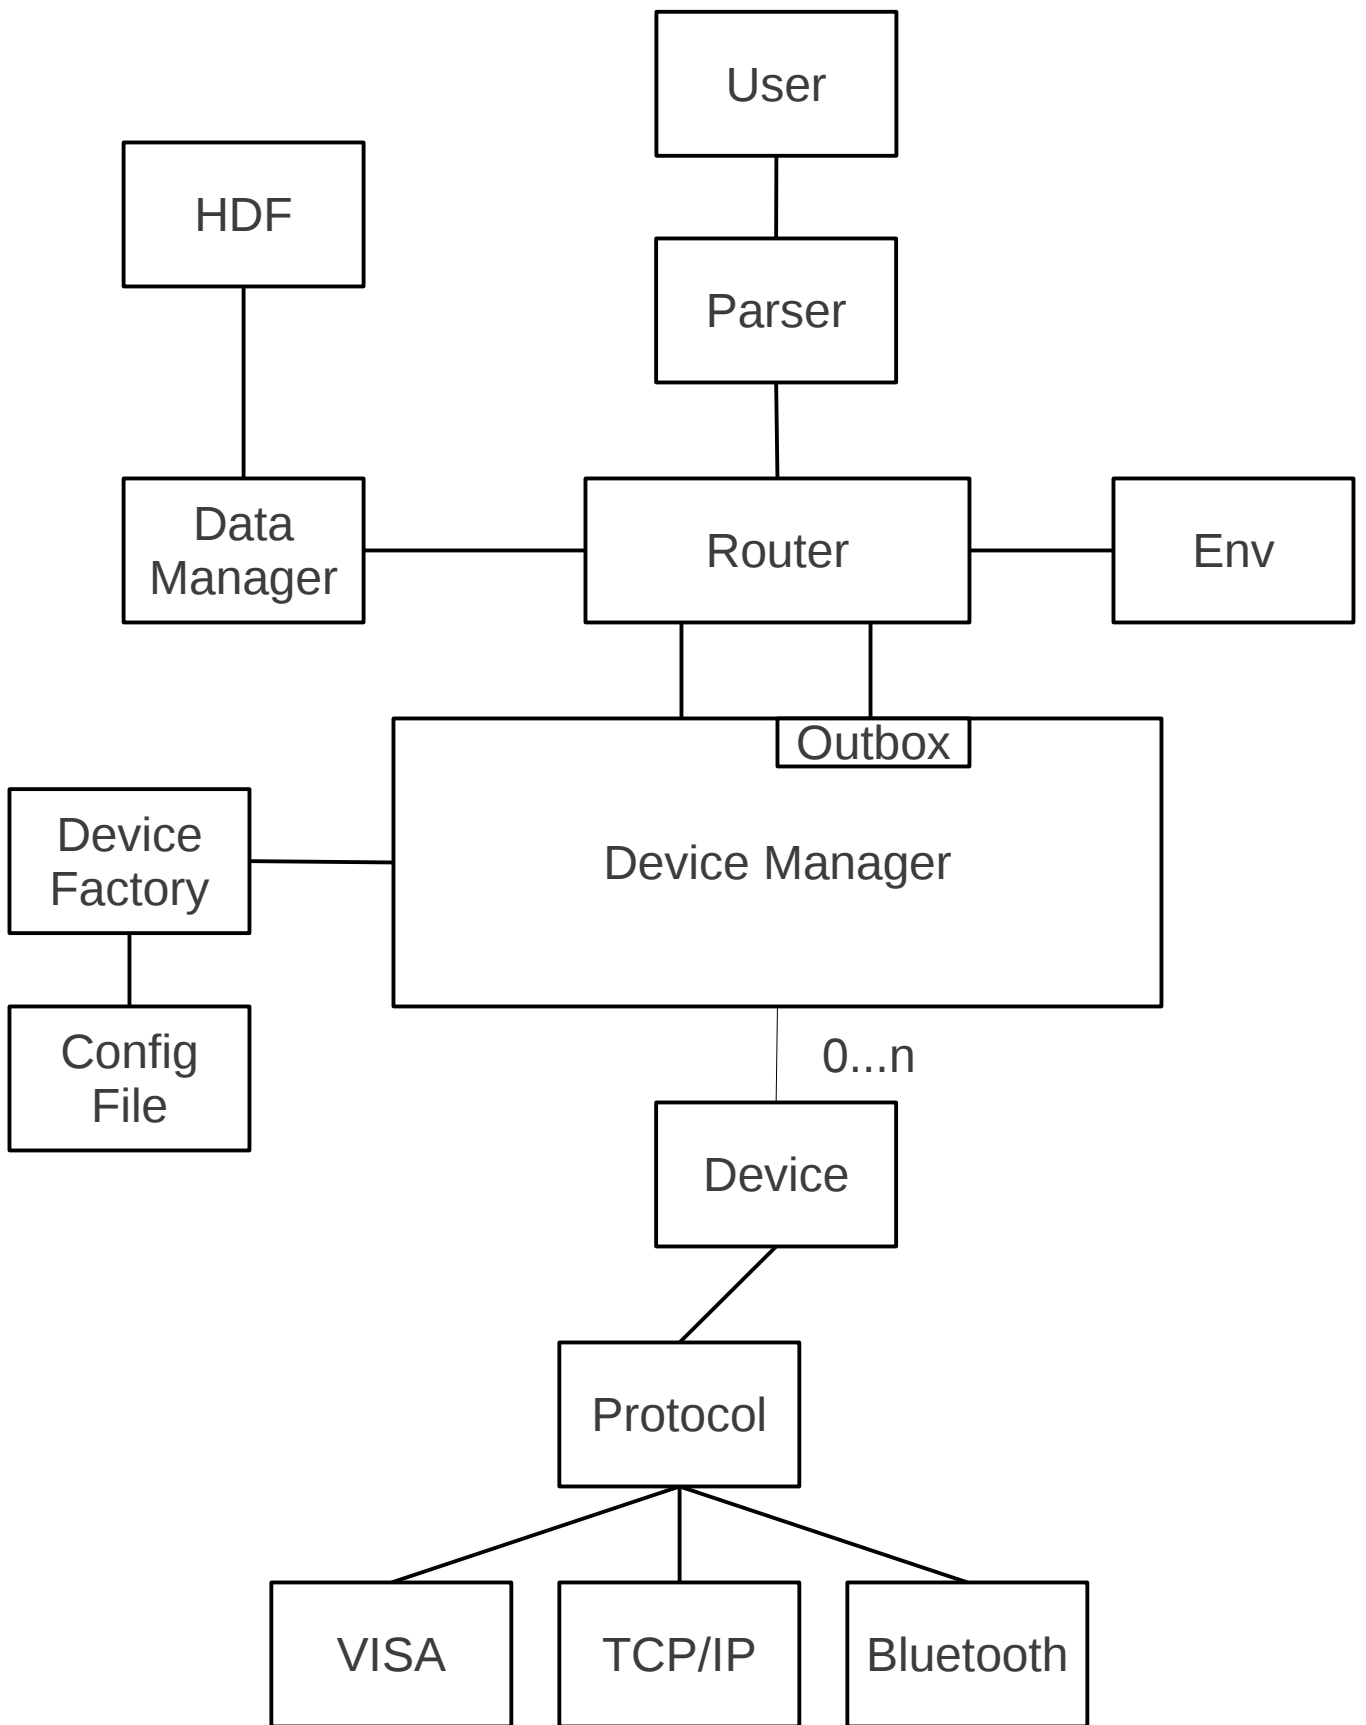 User
HDF
Parser
Data
Manager
Router
Env
Outbox
Device
Factory
Device Manager
Config
File
0...n
Device
Protocol
VISA
TCP/IP
Bluetooth